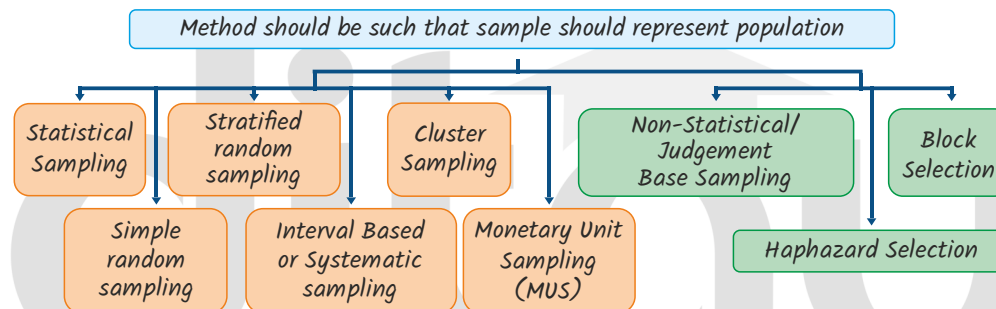 Method should be such that sample should represent population
Statistical
Sampling
Stratified
random
sampling
Cluster
Sampling
Non-Statistical/
Judgement
Base Sampling
Block
Selection
Simple
random
sampling
Interval Based
or Systematic
sampling
Monetary Unit
Sampling
(MUS)
Haphazard Selection